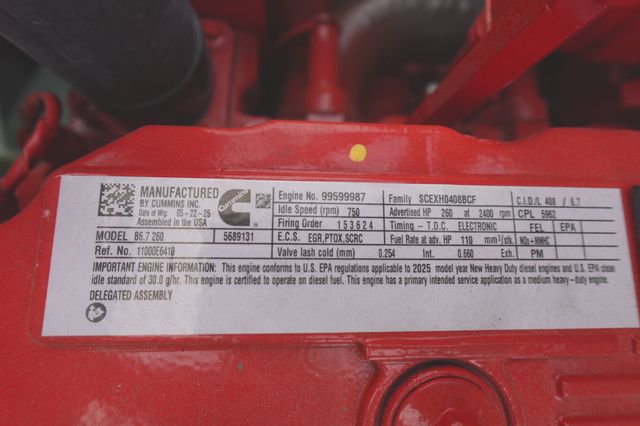 MANUFACTURED
BY CUMMINS INC.
Date of Mfg 05-22-25
Assembled in the USA
Cummins
MODEL B6.7 260 5689131
Ref. No. 11000E6410
Engine No. 99599987
Idle Speed (rpm) 750
Firing Order 1 5 3 6 2 4
E.C.S. EGR,PTOX,SCRC
Valve lash cold (mm) 0.254 Int. 0.660 Exh.
Family SCEXH0408BCF
Advertised HP 260 at 2400 rpm
Timing - T.D.C. ELECTRONIC
Fuel Rate at adv. HP 110 mm³/stk.
C.I.D./L 408 / 6.7
CPL 5962
FEL EPA
NOx+NMHC
PM
IMPORTANT ENGINE INFORMATION: This engine conforms to U.S. EPA regulations applicable to 2025 model year New Heavy Duty diesel engines and U.S. EPA clean
idle standard of 30.0 g/hr. This engine is certified to operate on diesel fuel. This engine has a primary intended service application as a medium heavy-duty engine.
DELEGATED ASSEMBLY